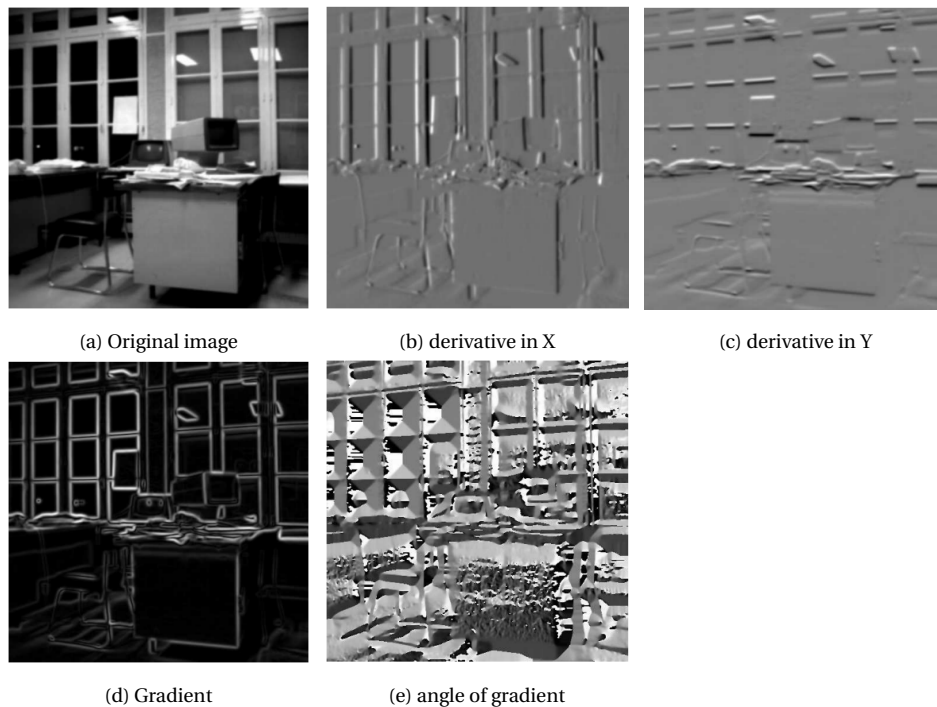 (a) Original image
(b) derivative in X
(c) derivative in Y
(d) Gradient
(e) angle of gradient